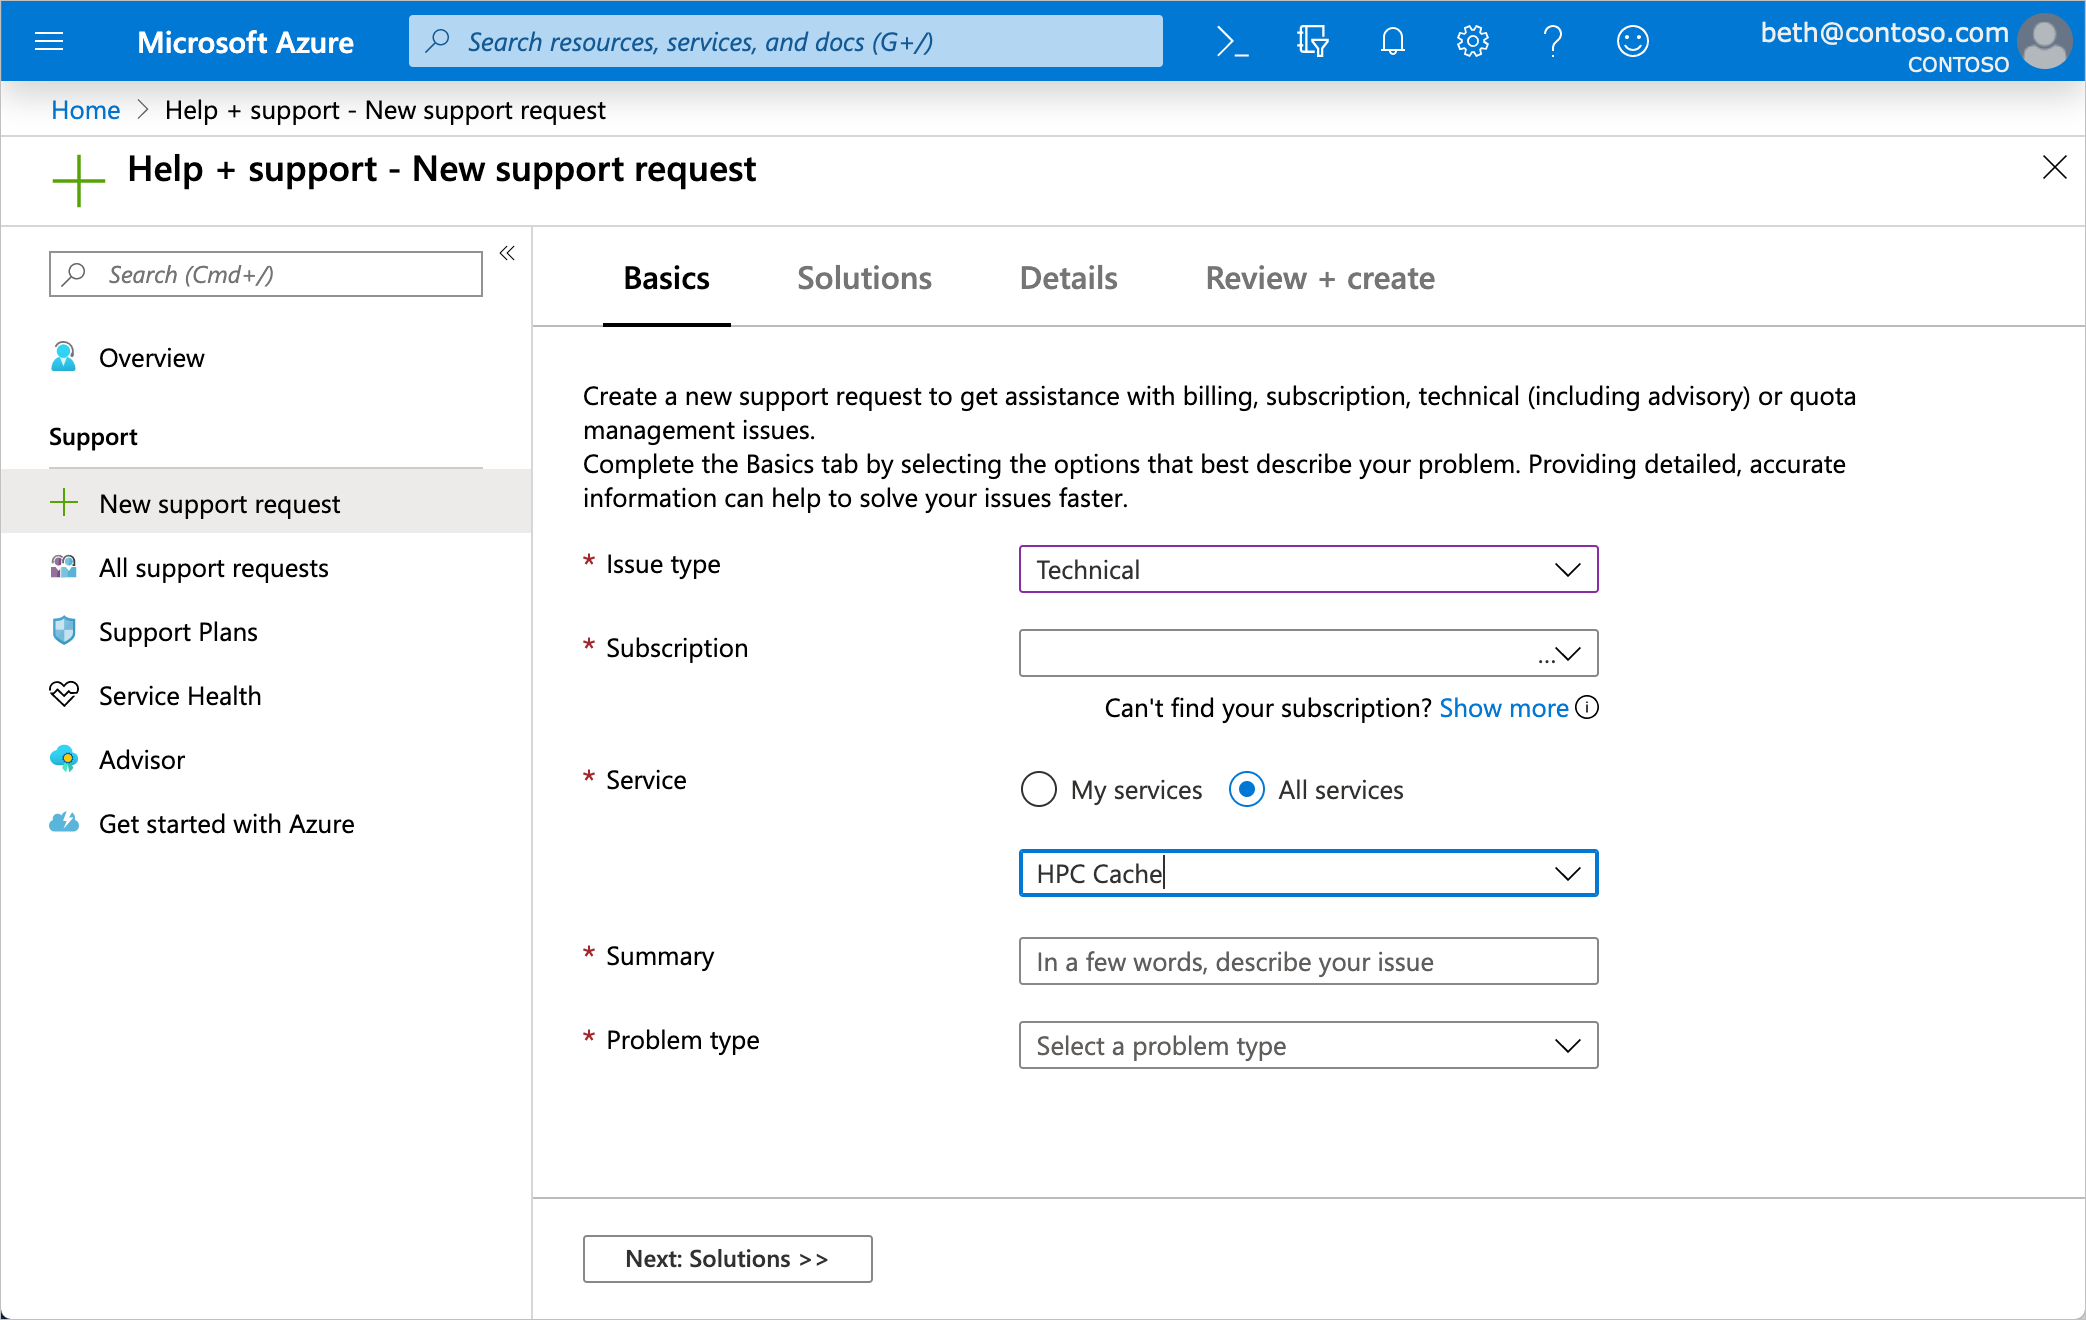 Microsoft Azure
Search resources, services, and docs (G+/)
beth@contoso.com
CONTOSO
Home > Help + support - New support request
Help + support - New support request
Search (Cmd+/)
Overview
Support
New support request
All support requests
Support Plans
Service Health
Advisor
Get started with Azure
Basics
Solutions
Details
Review + create
Create a new support request to get assistance with billing, subscription, technical (including advisory) or quota
management issues.
Complete the Basics tab by selecting the options that best describe your problem. Providing detailed, accurate
information can help to solve your issues faster.
* Issue type
Technical
* Subscription
...
Can't find your subscription? Show more
* Service
My services
All services
HPC Cache
* Summary
In a few words, describe your issue
* Problem type
Select a problem type
Next: Solutions >>